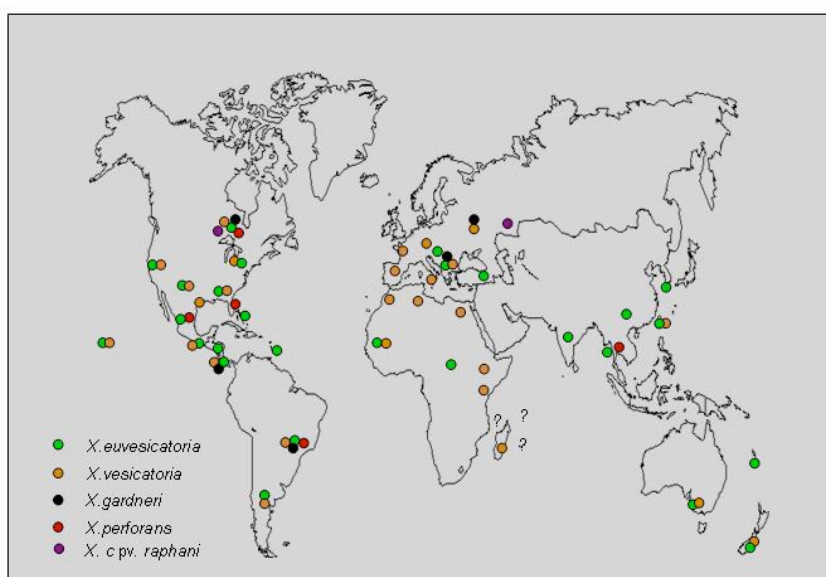 ? ?
?
X.euvesicatoria
X.vesicatoria
X.gardneri
X.perforans
X. c pv. raphani